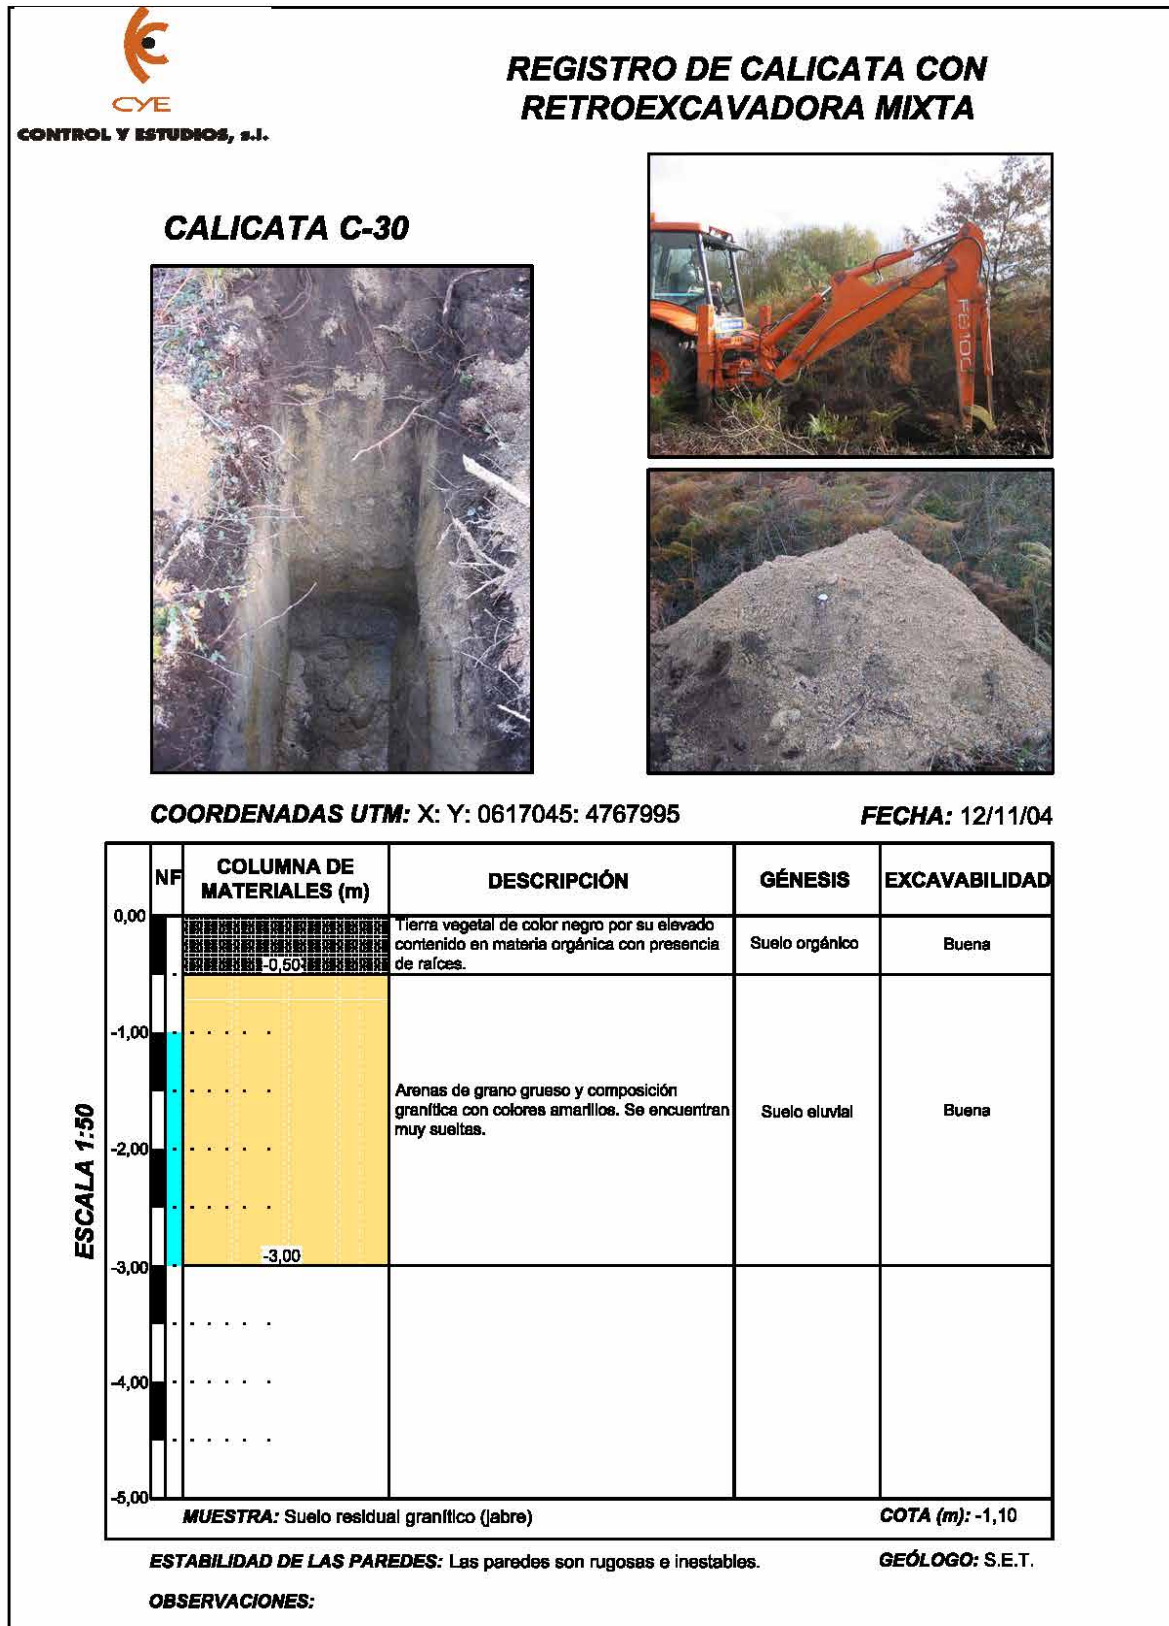 CYE
CONTROL Y ESTUDIOS, s.l.
REGISTRO DE CALICATA CON
RETROEXCAVADORA MIXTA
CALICATA C-30
FB100
COORDENADAS UTM: X: Y: 0617045: 4767995
FECHA: 12/11/04
NF
COLUMNA DE
MATERIALES (m)
DESCRIPCIÓN
GÉNESIS
EXCAVABILIDAD
0,00
-0,50
Tierra vegetal de color negro por su elevado
contenido en materia orgánica con presencia
de raíces.
Suelo orgánico
Buena
-1,00
Arenas de grano grueso y composición
granítica con colores amarillos. Se encuentran
muy sueltas.
Suelo eluvial
Buena
ESCALA 1:50
-2,00
-3,00
-3,00
-4,00
-5,00
MUESTRA: Suelo residual granítico (jabre)
COTA (m): -1,10
ESTABILIDAD DE LAS PAREDES: Las paredes son rugosas e inestables.
GEÓLOGO: S.E.T.
OBSERVACIONES: